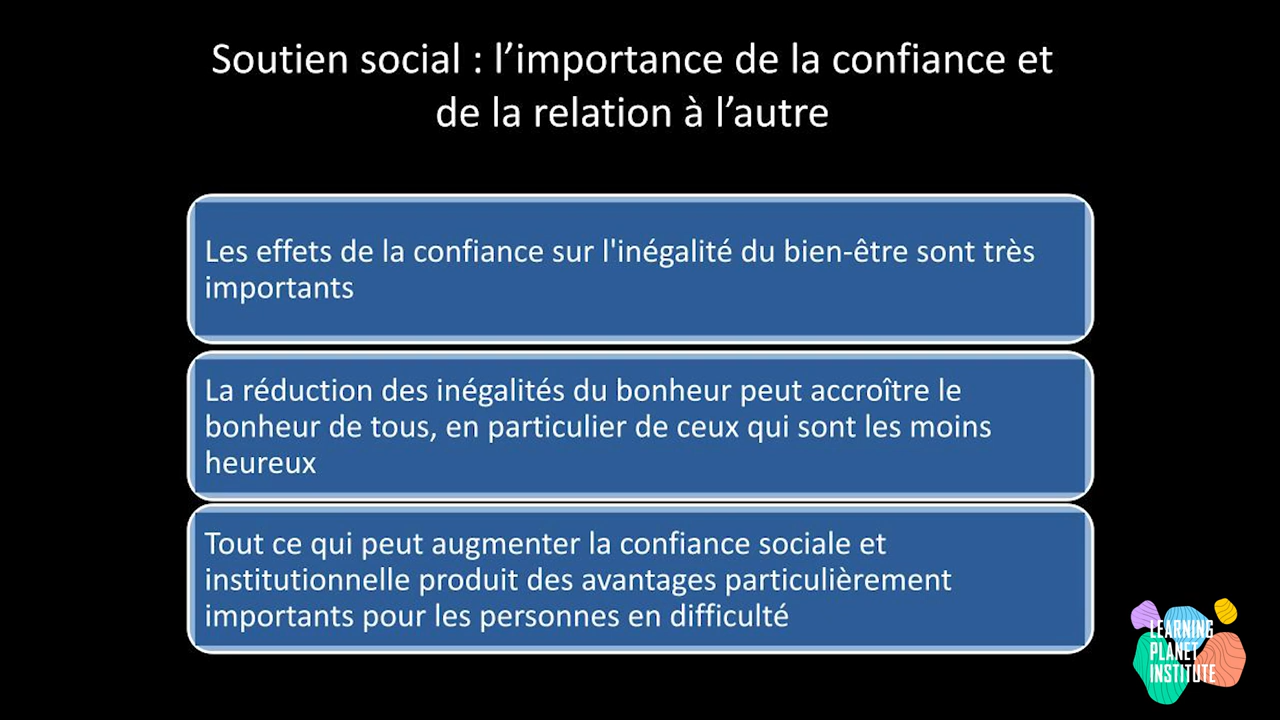 Soutien social : l’importance de la confiance et
de la relation à l’autre
Les effets de la confiance sur l'inégalité du bien-être sont très
importants
La réduction des inégalités du bonheur peut accroître le
bonheur de tous, en particulier de ceux qui sont les moins
heureux
Tout ce qui peut augmenter la confiance sociale et
institutionnelle produit des avantages particulièrement
importants pour les personnes en difficulté
LEARNING
PLANET
INSTITUTE